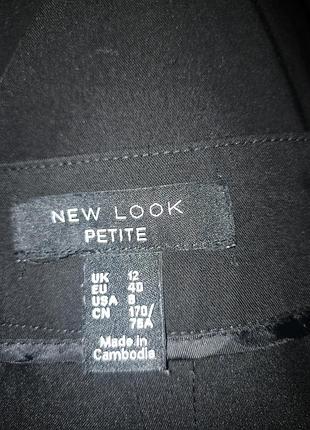 NEW LOOK
PETITE
UK 12
EU 40
USA 8
CN 170/
76A
Made in
Cambodia